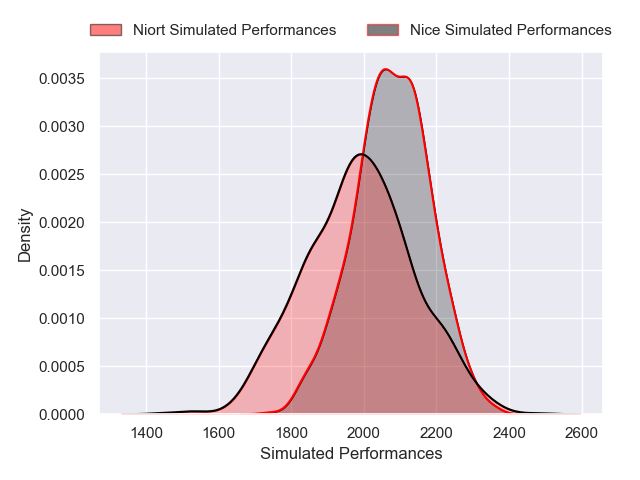 Niort Simulated Performances Nice Simulated Performances
0.0035
0.0030
0.0025
0.0020
0.0015
0.0010
0.0005
0.0000
Density
1400 1600 1800 2000 2200 2400 2600
Simulated Performances